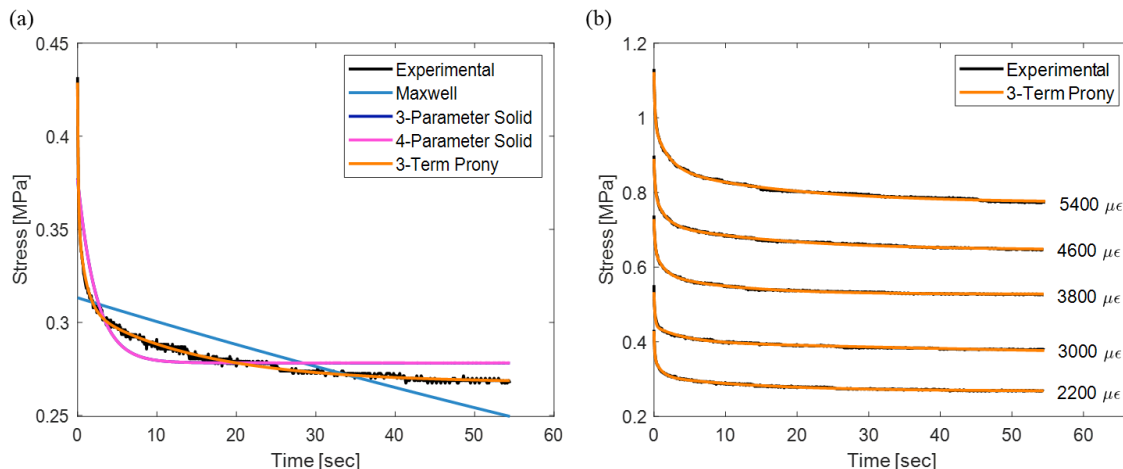 (a)
0.45
0.4
0.35
0.3
0.25
Stress [MPa]
0 10 20 30 40 50 60
Time [sec]
Experimental
Maxwell
3-Parameter Solid
4-Parameter Solid
3-Term Prony
(b)
1.2
1
0.8
0.6
0.4
0.2
Stress [MPa]
0 10 20 30 40 50 60
Time [sec]
Experimental
3-Term Prony
5400 με
4600 με
3800 με
3000 με
2200 με